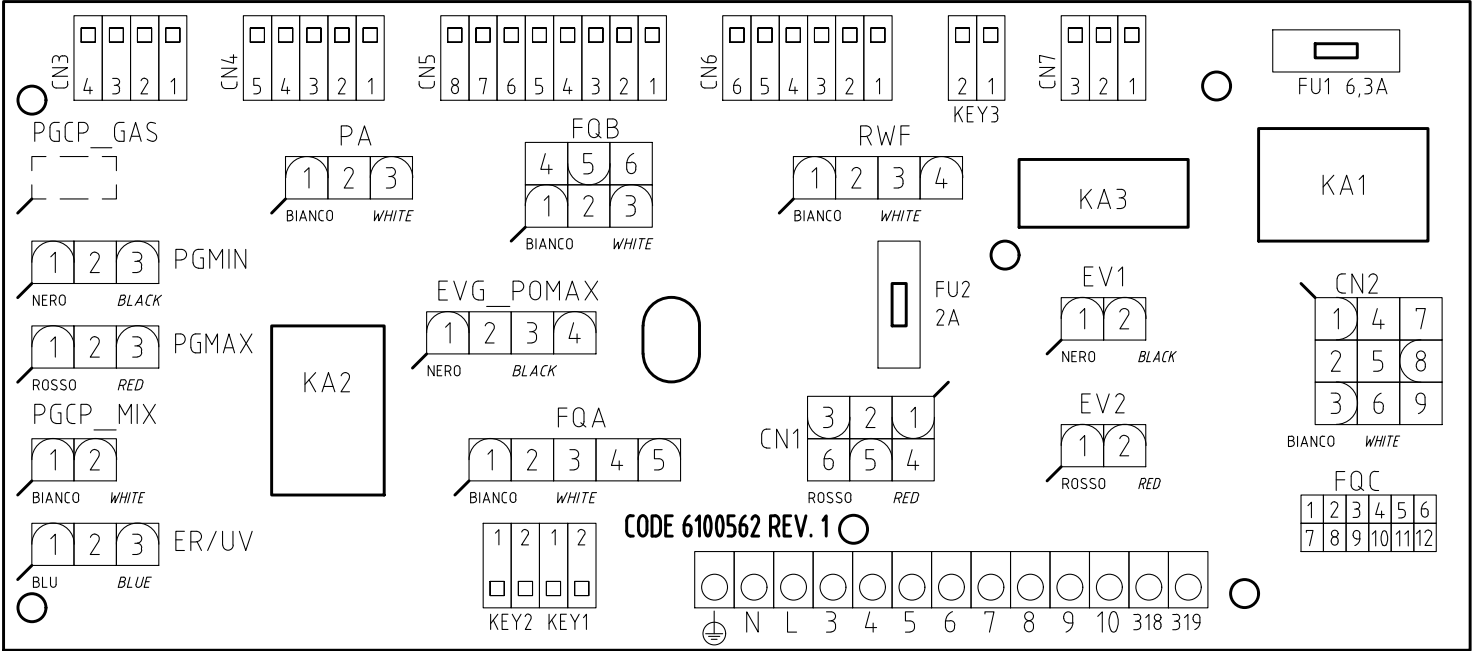 CN3 4 3 2 1
CN4 5 4 3 2 1
CN5 8 7 6 5 4 3 2 1
CN6 6 5 4 3 2 1
2 1
KEY3
CN7 3 2 1
FU1 6,3A
PGCP_GAS
PA
1 2 3
BIANCO WHITE
FQB
4 5 6
1 2 3
BIANCO WHITE
RWF
1 2 3 4
BIANCO WHITE
KA3
KA1
1 2 3 PGMIN
NERO BLACK
EVG_POMAX
1 2 3 4
NERO BLACK
FU2
2A
EV1
1 2
NERO BLACK
CN2
1 4 7
2 5 8
3 6 9
BIANCO WHITE
1 2 3 PGMAX
ROSSO RED
KA2
PGCP_MIX
1 2
BIANCO WHITE
FQA
1 2 3 4 5
BIANCO WHITE
CN1
3 2 1
6 5 4
ROSSO RED
EV2
1 2
ROSSO RED
FQC
1 2 3 4 5 6
7 8 9 10 11 12
1 2 3 ER/UV
BLU BLUE
1 2 1 2
KEY2 KEY1
CODE 6100562 REV. 1
N L 3 4 5 6 7 8 9 10 318 319